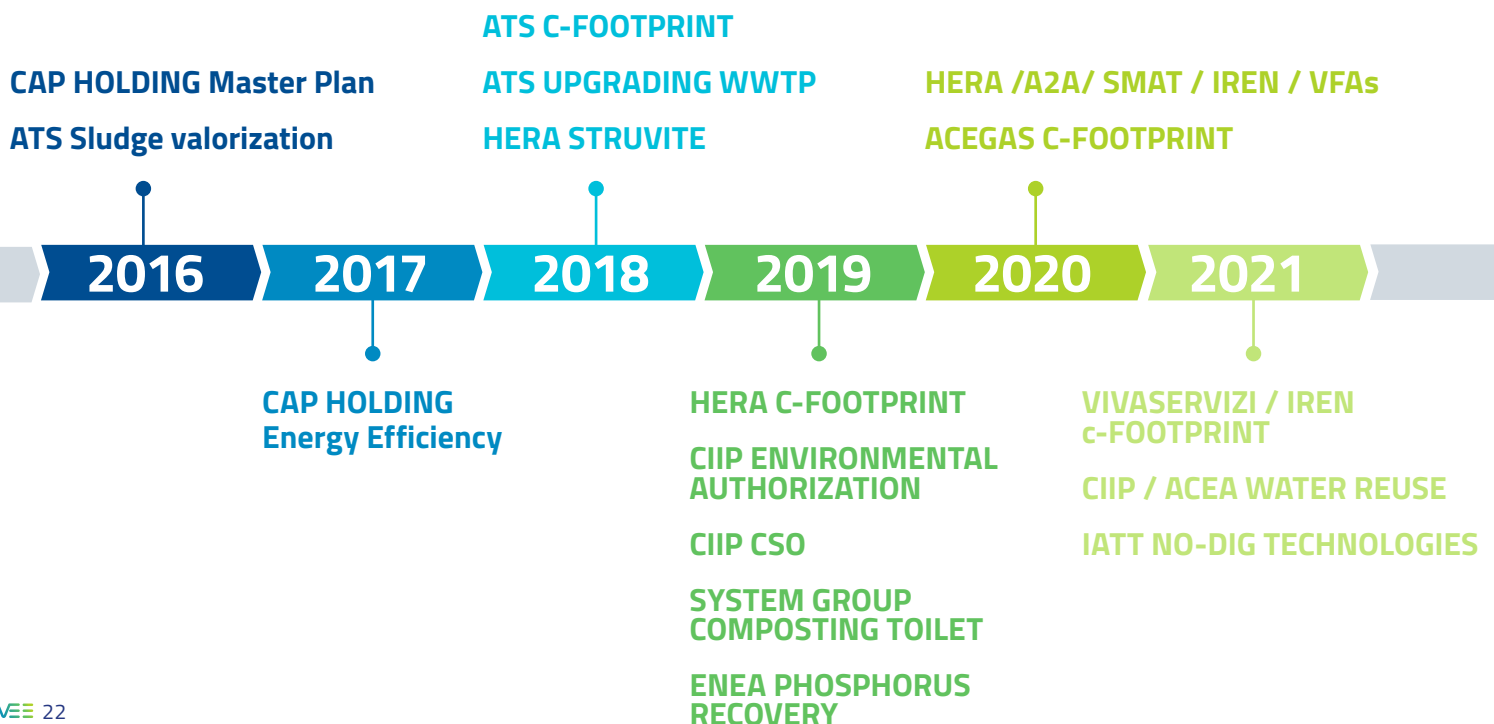 ATS C-FOOTPRINT
CAP HOLDING Master Plan
ATS UPGRADING WWTP
HERA /A2A/ SMAT / IREN / VFAs
ATS Sludge valorization
HERA STRUVITE
ACEGAS C-FOOTPRINT
2016
2017
2018
2019
2020
2021
CAP HOLDING
Energy Efficiency
HERA C-FOOTPRINT
CIIP ENVIRONMENTAL
AUTHORIZATION
CIIP CSO
SYSTEM GROUP
COMPOSTING TOILET
ENEA PHOSPHORUS
RECOVERY
VIVASERVIZI / IREN
c-FOOTPRINT
CIIP / ACEA WATER REUSE
IATT NO-DIG TECHNOLOGIES
22